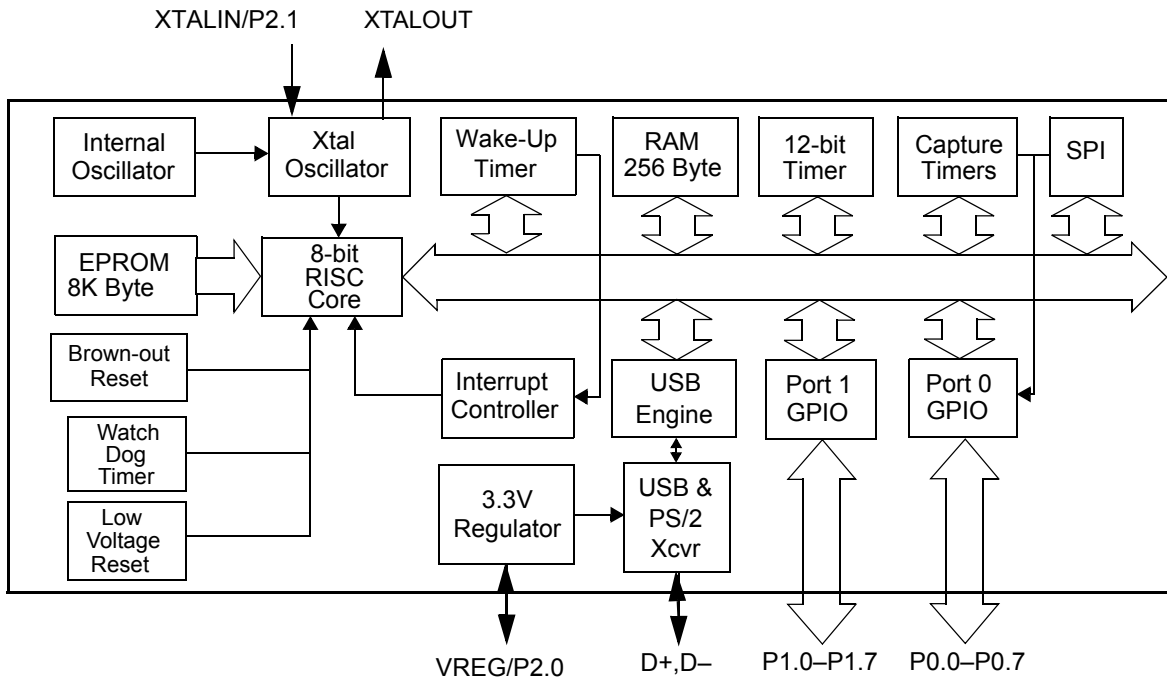 XTALIN/P2.1
XTALOUT
Internal
Oscillator
Xtal
Oscillator
Wake-Up
Timer
RAM
256 Byte
12-bit
Timer
Capture
Timers
SPI
EPROM
8K Byte
8-bit
RISC
Core
Brown-out
Reset
Watch
Dog
Timer
Low
Voltage
Reset
Interrupt
Controller
USB
Engine
Port 1
GPIO
Port 0
GPIO
3.3V
Regulator
USB &
PS/2
Xcvr
VREG/P2.0
D+,D–
P1.0–P1.7
P0.0–P0.7